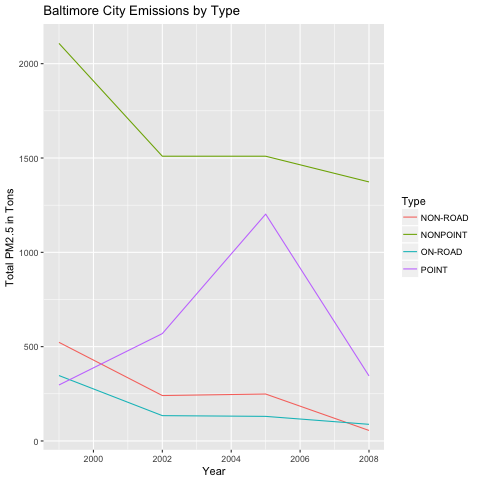 Baltimore City Emissions by Type
Total PM2.5 in Tons
2000
1500
1000
500
0
2000
2002
2004
2006
2008
Year
Type
NON-ROAD
NONPOINT
ON-ROAD
POINT